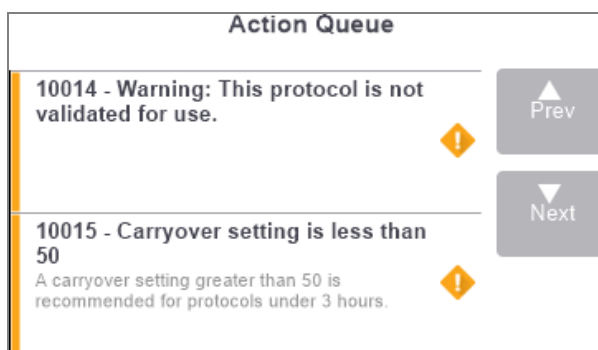 Action Queue
10014 - Warning: This protocol is not
validated for use.
Prev
Next
10015 - Carryover setting is less than
50
A carryover setting greater than 50 is
recommended for protocols under 3 hours.